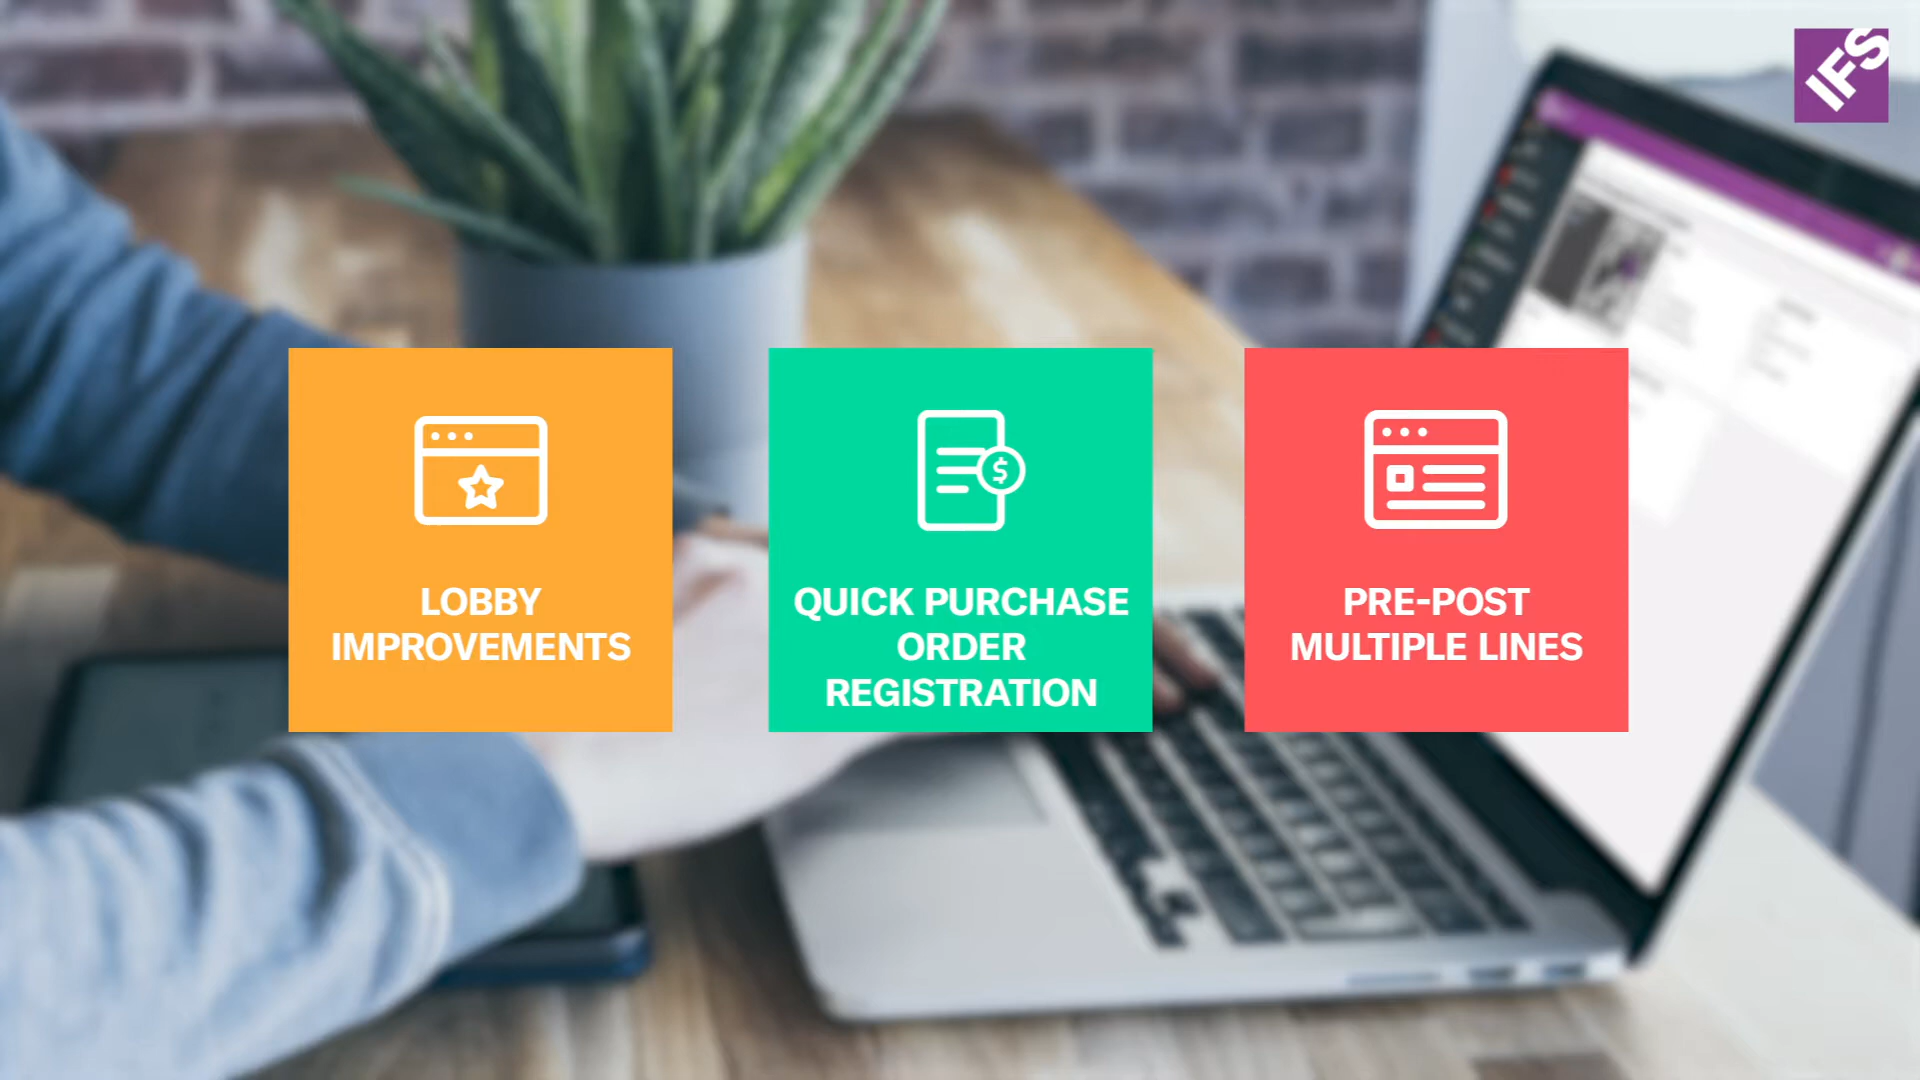 IFS
LOBBY
IMPROVEMENTS
$
QUICK PURCHASE
ORDER
REGISTRATION
PRE-POST
MULTIPLE LINES